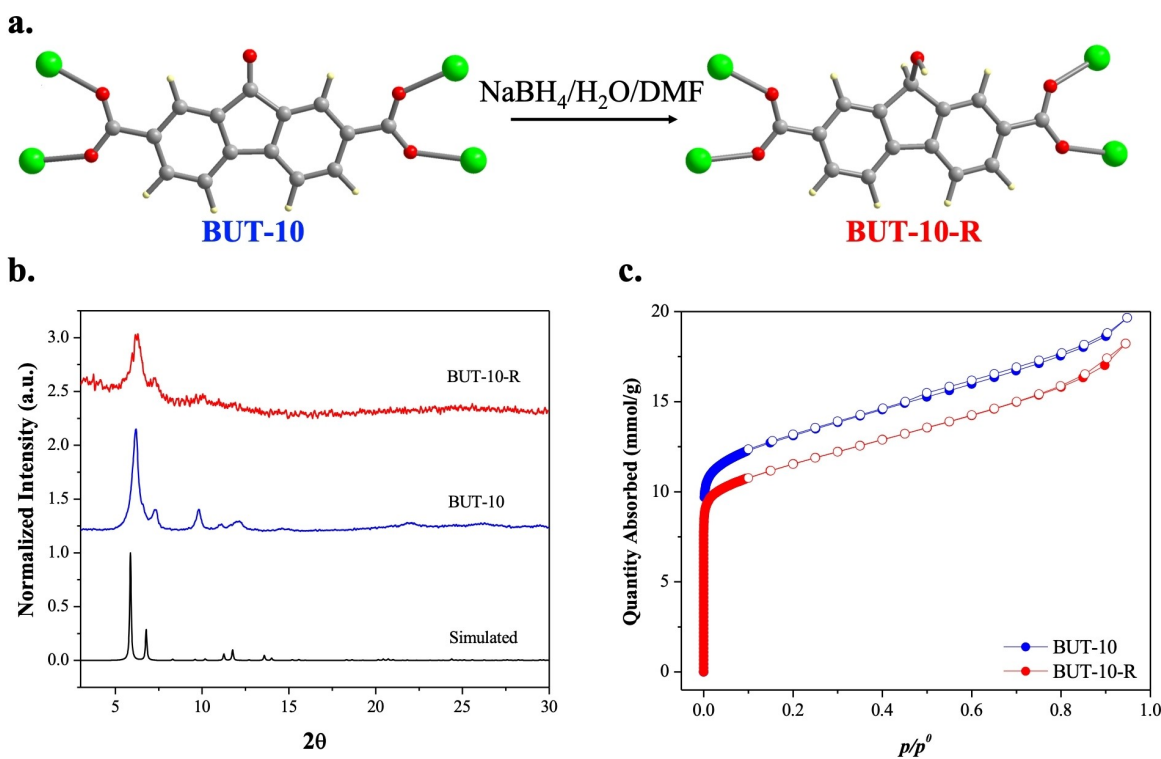 a.
NaBH₄/H₂O/DMF
BUT-10
BUT-10-R
b.
c.
Normalized Intensity (a.u.)
3.0
2.5
2.0
1.5
1.0
0.5
0.0
BUT-10-R
BUT-10
Simulated
5
10
15
20
25
30
2θ
Quantity Absorbed (mmol/g)
20
15
10
5
0
BUT-10
BUT-10-R
0.0
0.2
0.4
0.6
0.8
1.0
p/p⁰